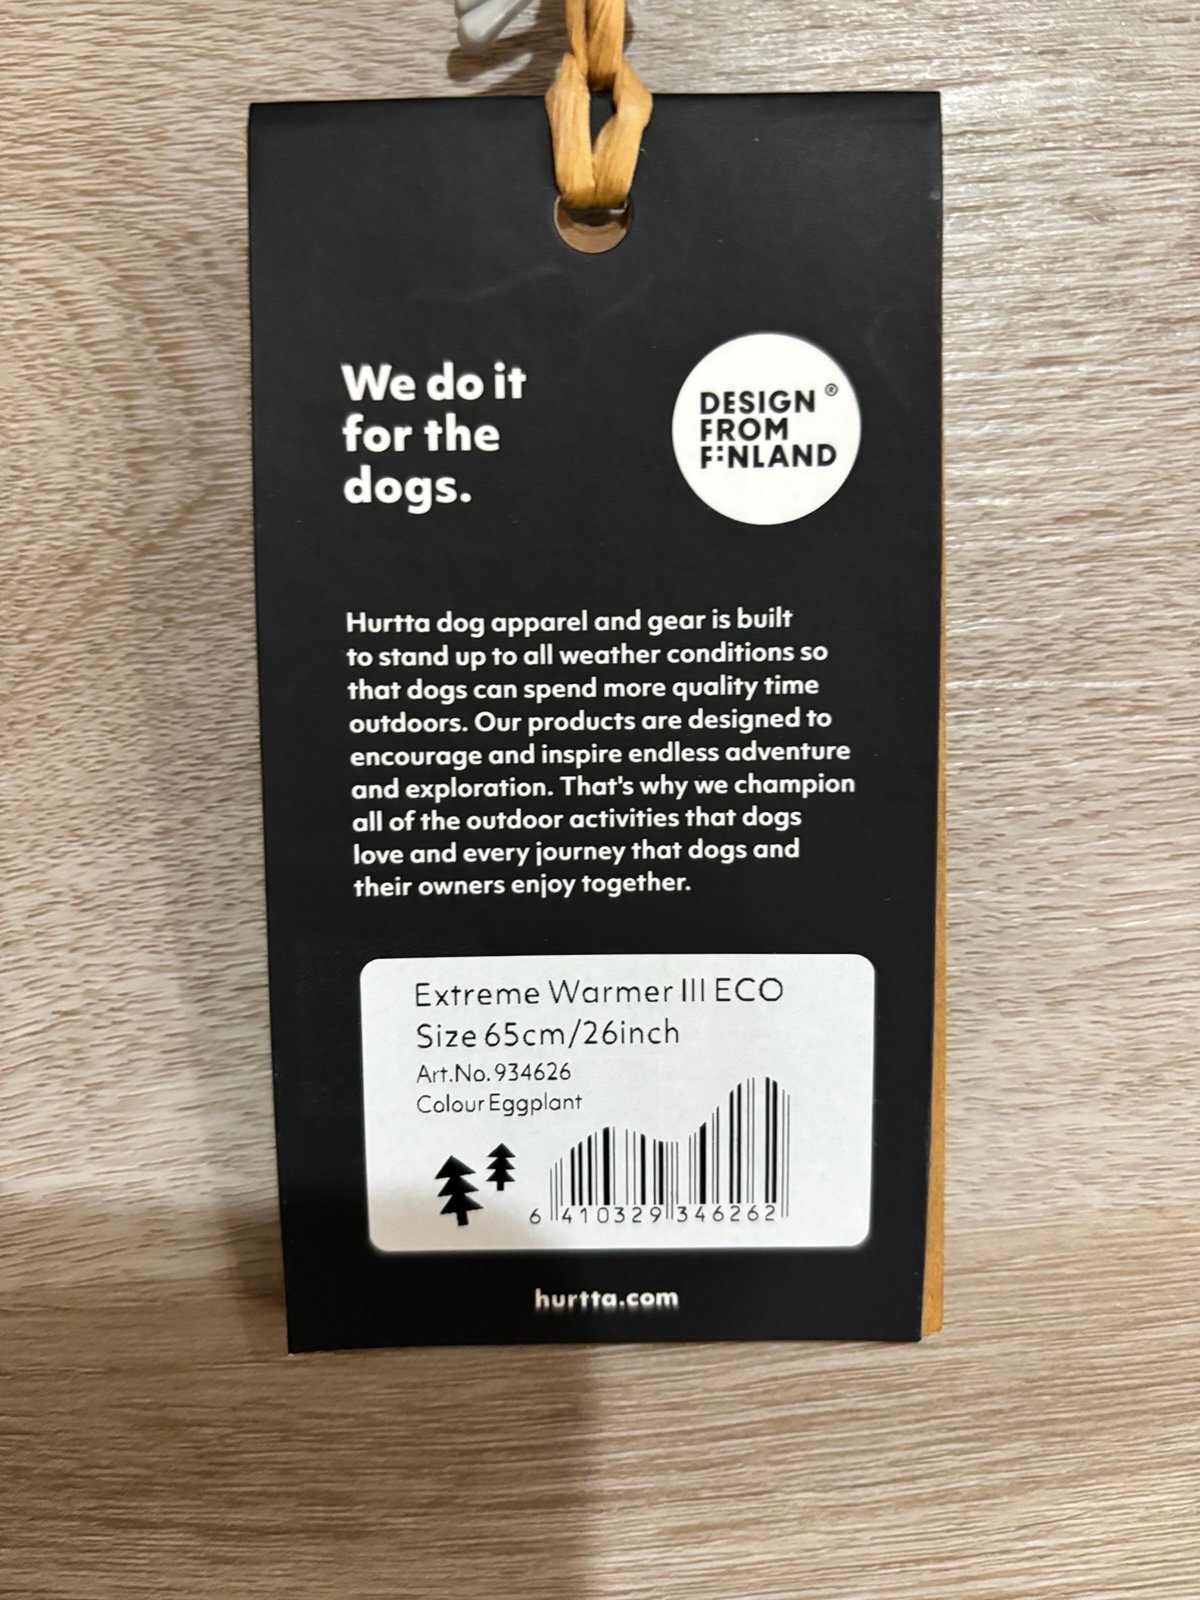 We do it
for the
dogs.
DESIGN ®
FROM
FINLAND
Hurtta dog apparel and gear is built
to stand up to all weather conditions so
that dogs can spend more quality time
outdoors. Our products are designed to
encourage and inspire endless adventure
and exploration. That's why we champion
all of the outdoor activities that dogs
love and every journey that dogs and
their owners enjoy together.
Extreme Warmer III ECO
Size 65cm/26inch
Art.No. 934626
Colour Eggplant
6 410329 346262
hurtta.com